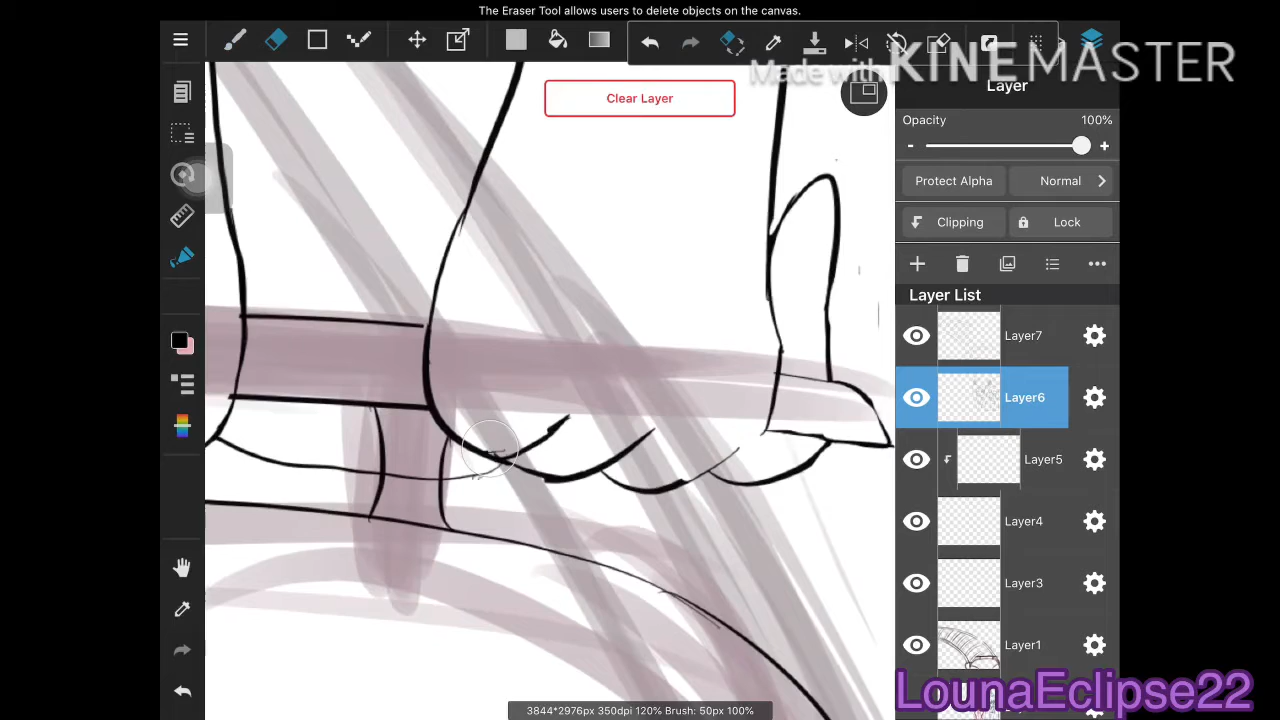 The Eraser Tool allows users to delete objects on the canvas.
Made with KINEMASTER
Clear Layer
Layer
Opacity 100%
- +
Protect Alpha Normal
Clipping Lock
Layer List
Layer7
Layer6
Layer5
Layer4
Layer3
Layer1
LounaEclipse22
3844*2976px 350dpi 120% Brush: 50px 100%